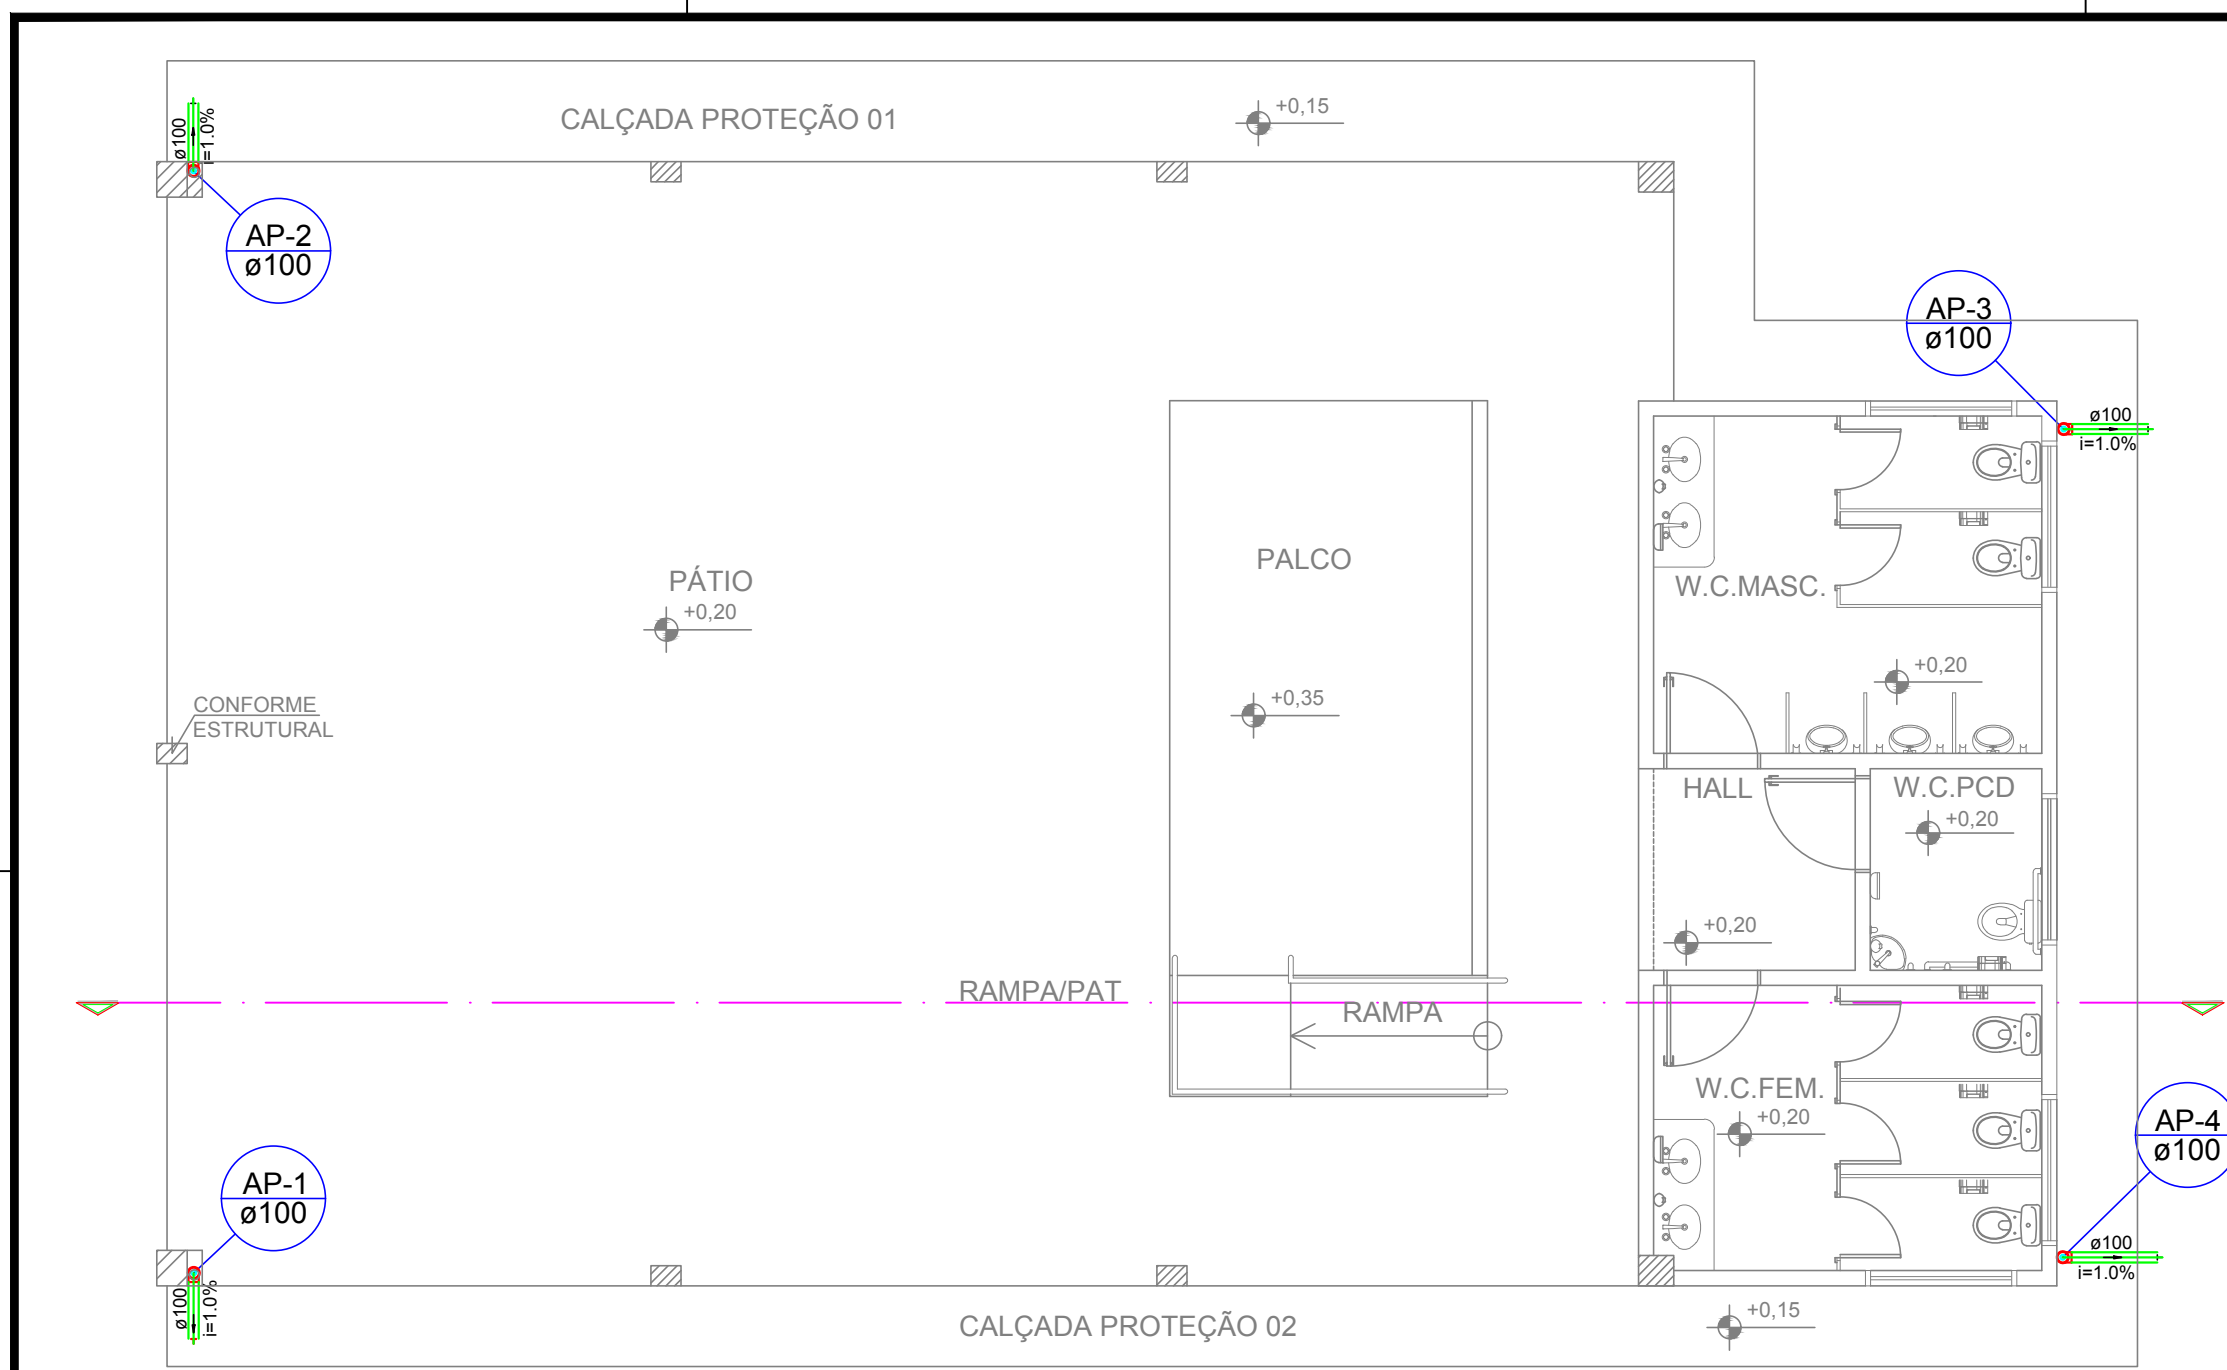 CALÇADA PROTEÇÃO 01
+0,15
ø100
i=1.0%
AP-2
ø100
AP-3
ø100
ø100
i=1.0%
PÁTIO
+0,20
PALCO
+0,35
W.C.MASC.
+0,20
CONFORME
ESTRUTURAL
HALL
+0,20
W.C.PCD
+0,20
RAMPA/PAT
RAMPA
W.C.FEM.
+0,20
AP-1
ø100
ø100
i=1.0%
AP-4
ø100
ø100
i=1.0%
CALÇADA PROTEÇÃO 02
+0,15